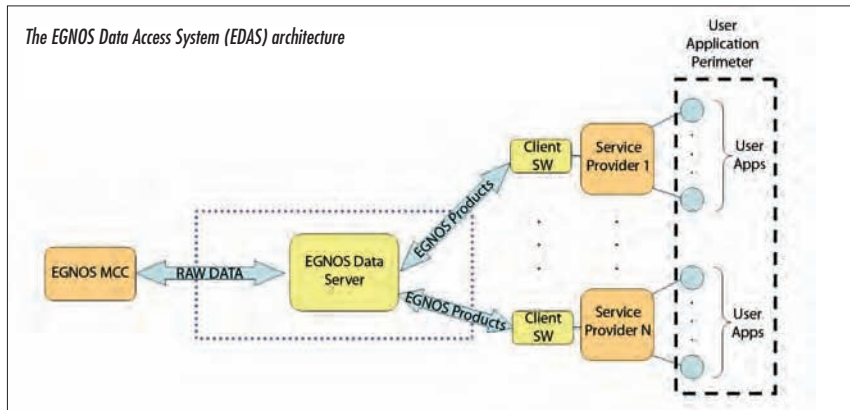 The EGNOS Data Access System (EDAS) architecture
User
Application
Perimeter
Client
SW
Service
Provider 1
User
Apps
EGNOS Products
EGNOS MCC
RAW DATA
EGNOS Data
Server
EGNOS Products
Client
SW
Service
Provider N
User
Apps